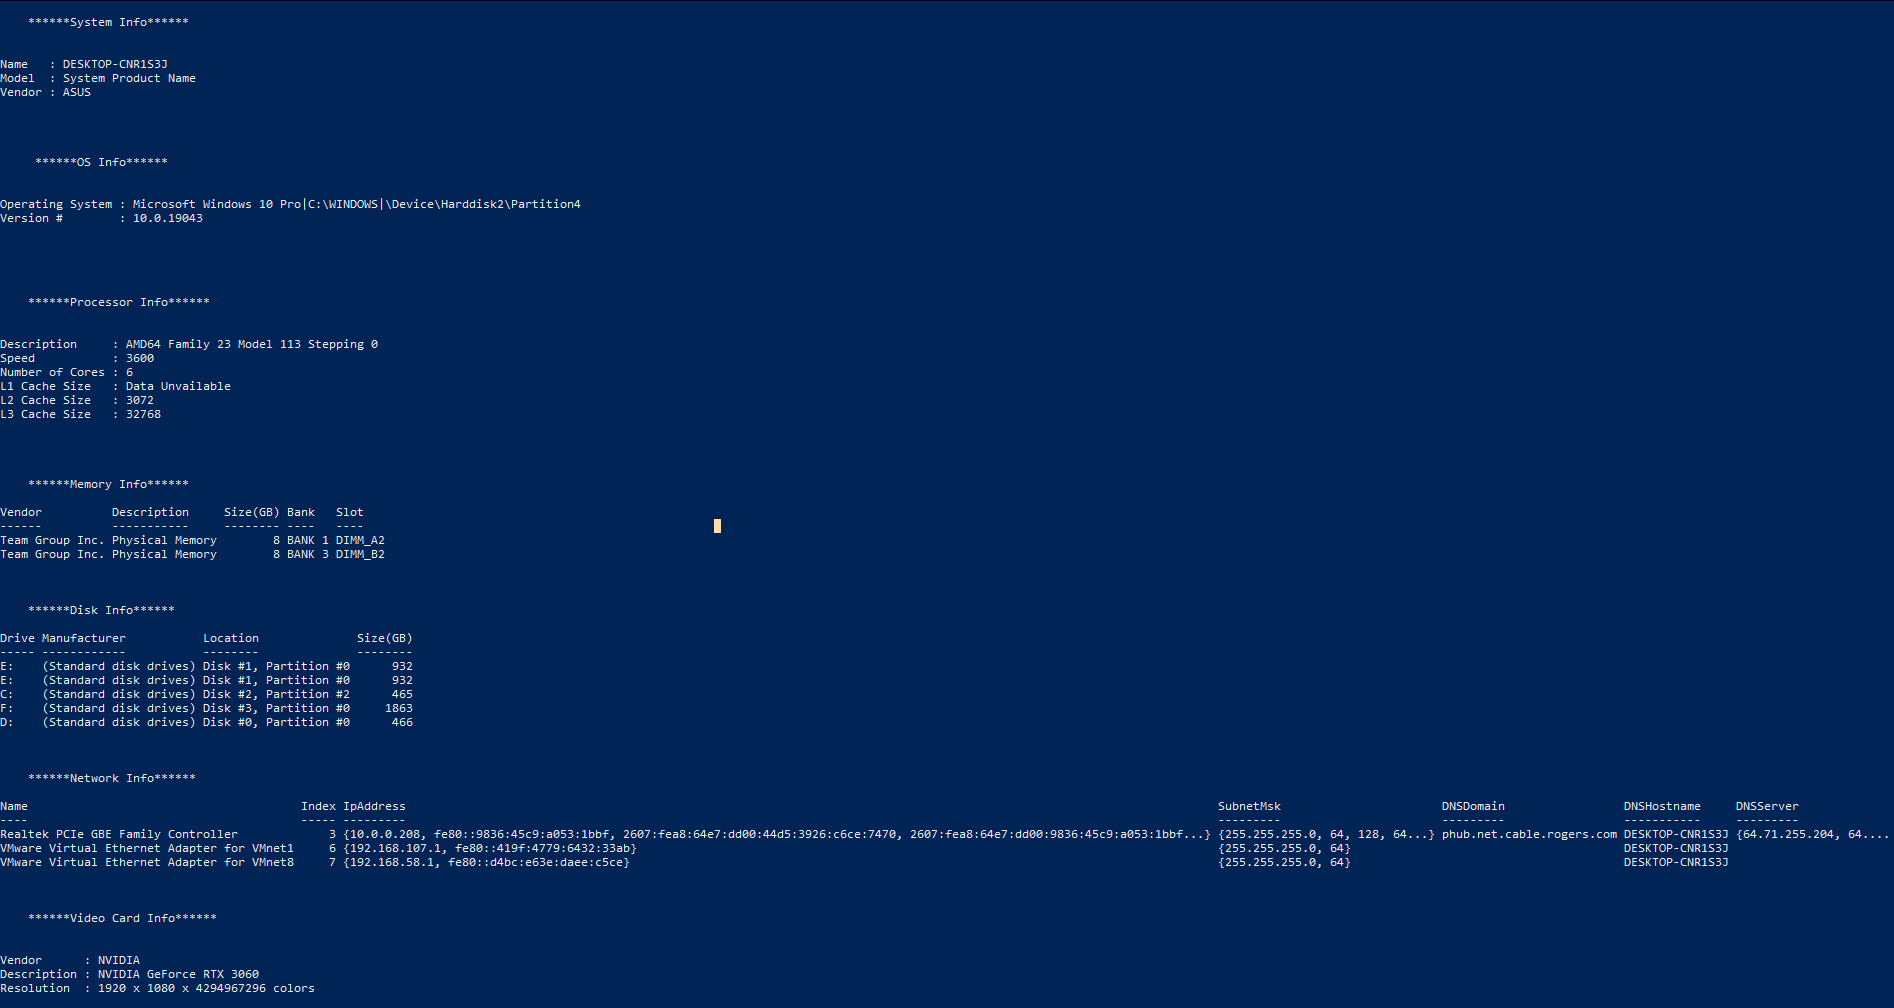 ******System Info******
Name   : DESKTOP-CNR1S3J
Model  : System Product Name
Vendor : ASUS
******OS Info******
Operating System : Microsoft Windows 10 Pro|C:\WINDOWS|\Device\Harddisk2\Partition4
Version #        : 10.0.19043
******Processor Info******
Description     : AMD64 Family 23 Model 113 Stepping 0
Speed           : 3600
Number of Cores : 6
L1 Cache Size   : Data Unvailable
L2 Cache Size   : 3072
L3 Cache Size   : 32768
******Memory Info******
Vendor          Description     Size(GB) Bank   Slot
------          -----------     -------- ----   ----
Team Group Inc. Physical Memory        8 BANK 1 DIMM_A2
Team Group Inc. Physical Memory        8 BANK 3 DIMM_B2
******Disk Info******
Drive Manufacturer           Location              Size(GB)
----- ------------           --------              --------
E:    (Standard disk drives) Disk #1, Partition #0      932
E:    (Standard disk drives) Disk #1, Partition #0      932
C:    (Standard disk drives) Disk #2, Partition #2      465
F:    (Standard disk drives) Disk #3, Partition #0     1863
D:    (Standard disk drives) Disk #0, Partition #0      466
******Network Info******
Name                                       Index IpAddress                                                                                                                    SubnetMsk                       DNSDomain                 DNSHostname     DNSServer
----                                       ----- ---------                                                                                                                    ---------                       ---------                 -----------     ---------
Realtek PCIe GBE Family Controller             3 {10.0.0.208, fe80::9836:45c9:a053:1bbf, 2607:fea8:64e7:dd00:44d5:3926:c6ce:7470, 2607:fea8:64e7:dd00:9836:45c9:a053:1bbf...} {255.255.255.0, 64, 128, 64...} phub.net.cable.rogers.com DESKTOP-CNR1S3J {64.71.255.204, 64....
VMware Virtual Ethernet Adapter for VMnet1     6 {192.168.107.1, fe80::419f:4779:6432:33ab}                                                                                   {255.255.255.0, 64}                                       DESKTOP-CNR1S3J
VMware Virtual Ethernet Adapter for VMnet8     7 {192.168.58.1, fe80::d4bc:e63e:daee:c5ce}                                                                                    {255.255.255.0, 64}                                       DESKTOP-CNR1S3J
******Video Card Info******
Vendor      : NVIDIA
Description : NVIDIA GeForce RTX 3060
Resolution  : 1920 x 1080 x 4294967296 colors